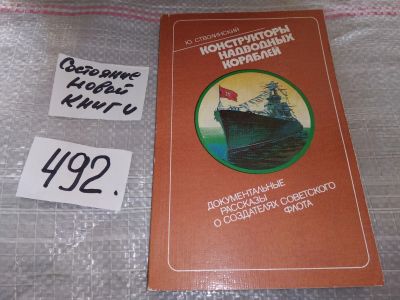 Состояние
новой
книги
492.
Ю. СТВОЛИНСКИЙ
КОНСТРУКТОРЫ
НАДВОДНЫХ
КОРАБЛЕЙ
ДОКУМЕНТАЛЬНЫЕ
РАССКАЗЫ
О СОЗДАТЕЛЯХ СОВЕТСКОГО
ФЛОТА